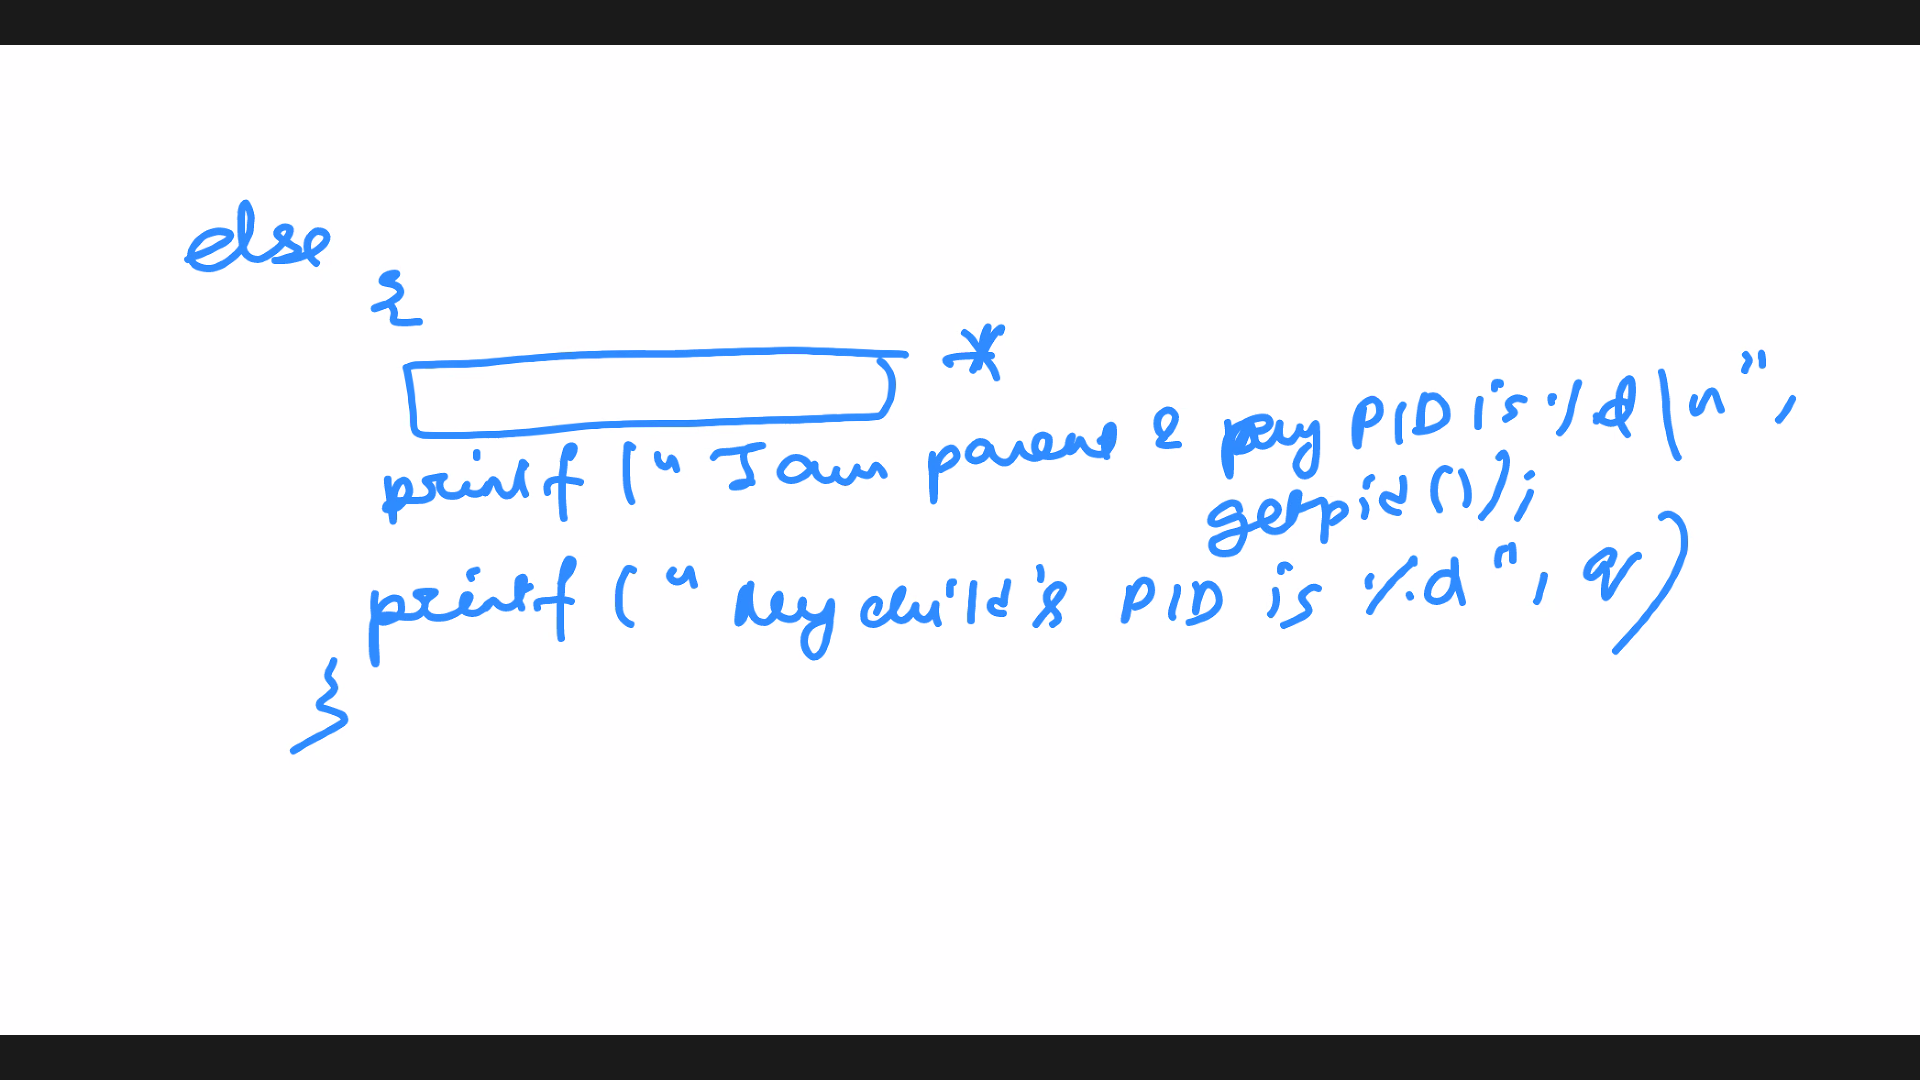 else
{
*
printf ("I am parent & my PID is %d\n",
getpid());
printf ("My child's PID is %d", q)
}